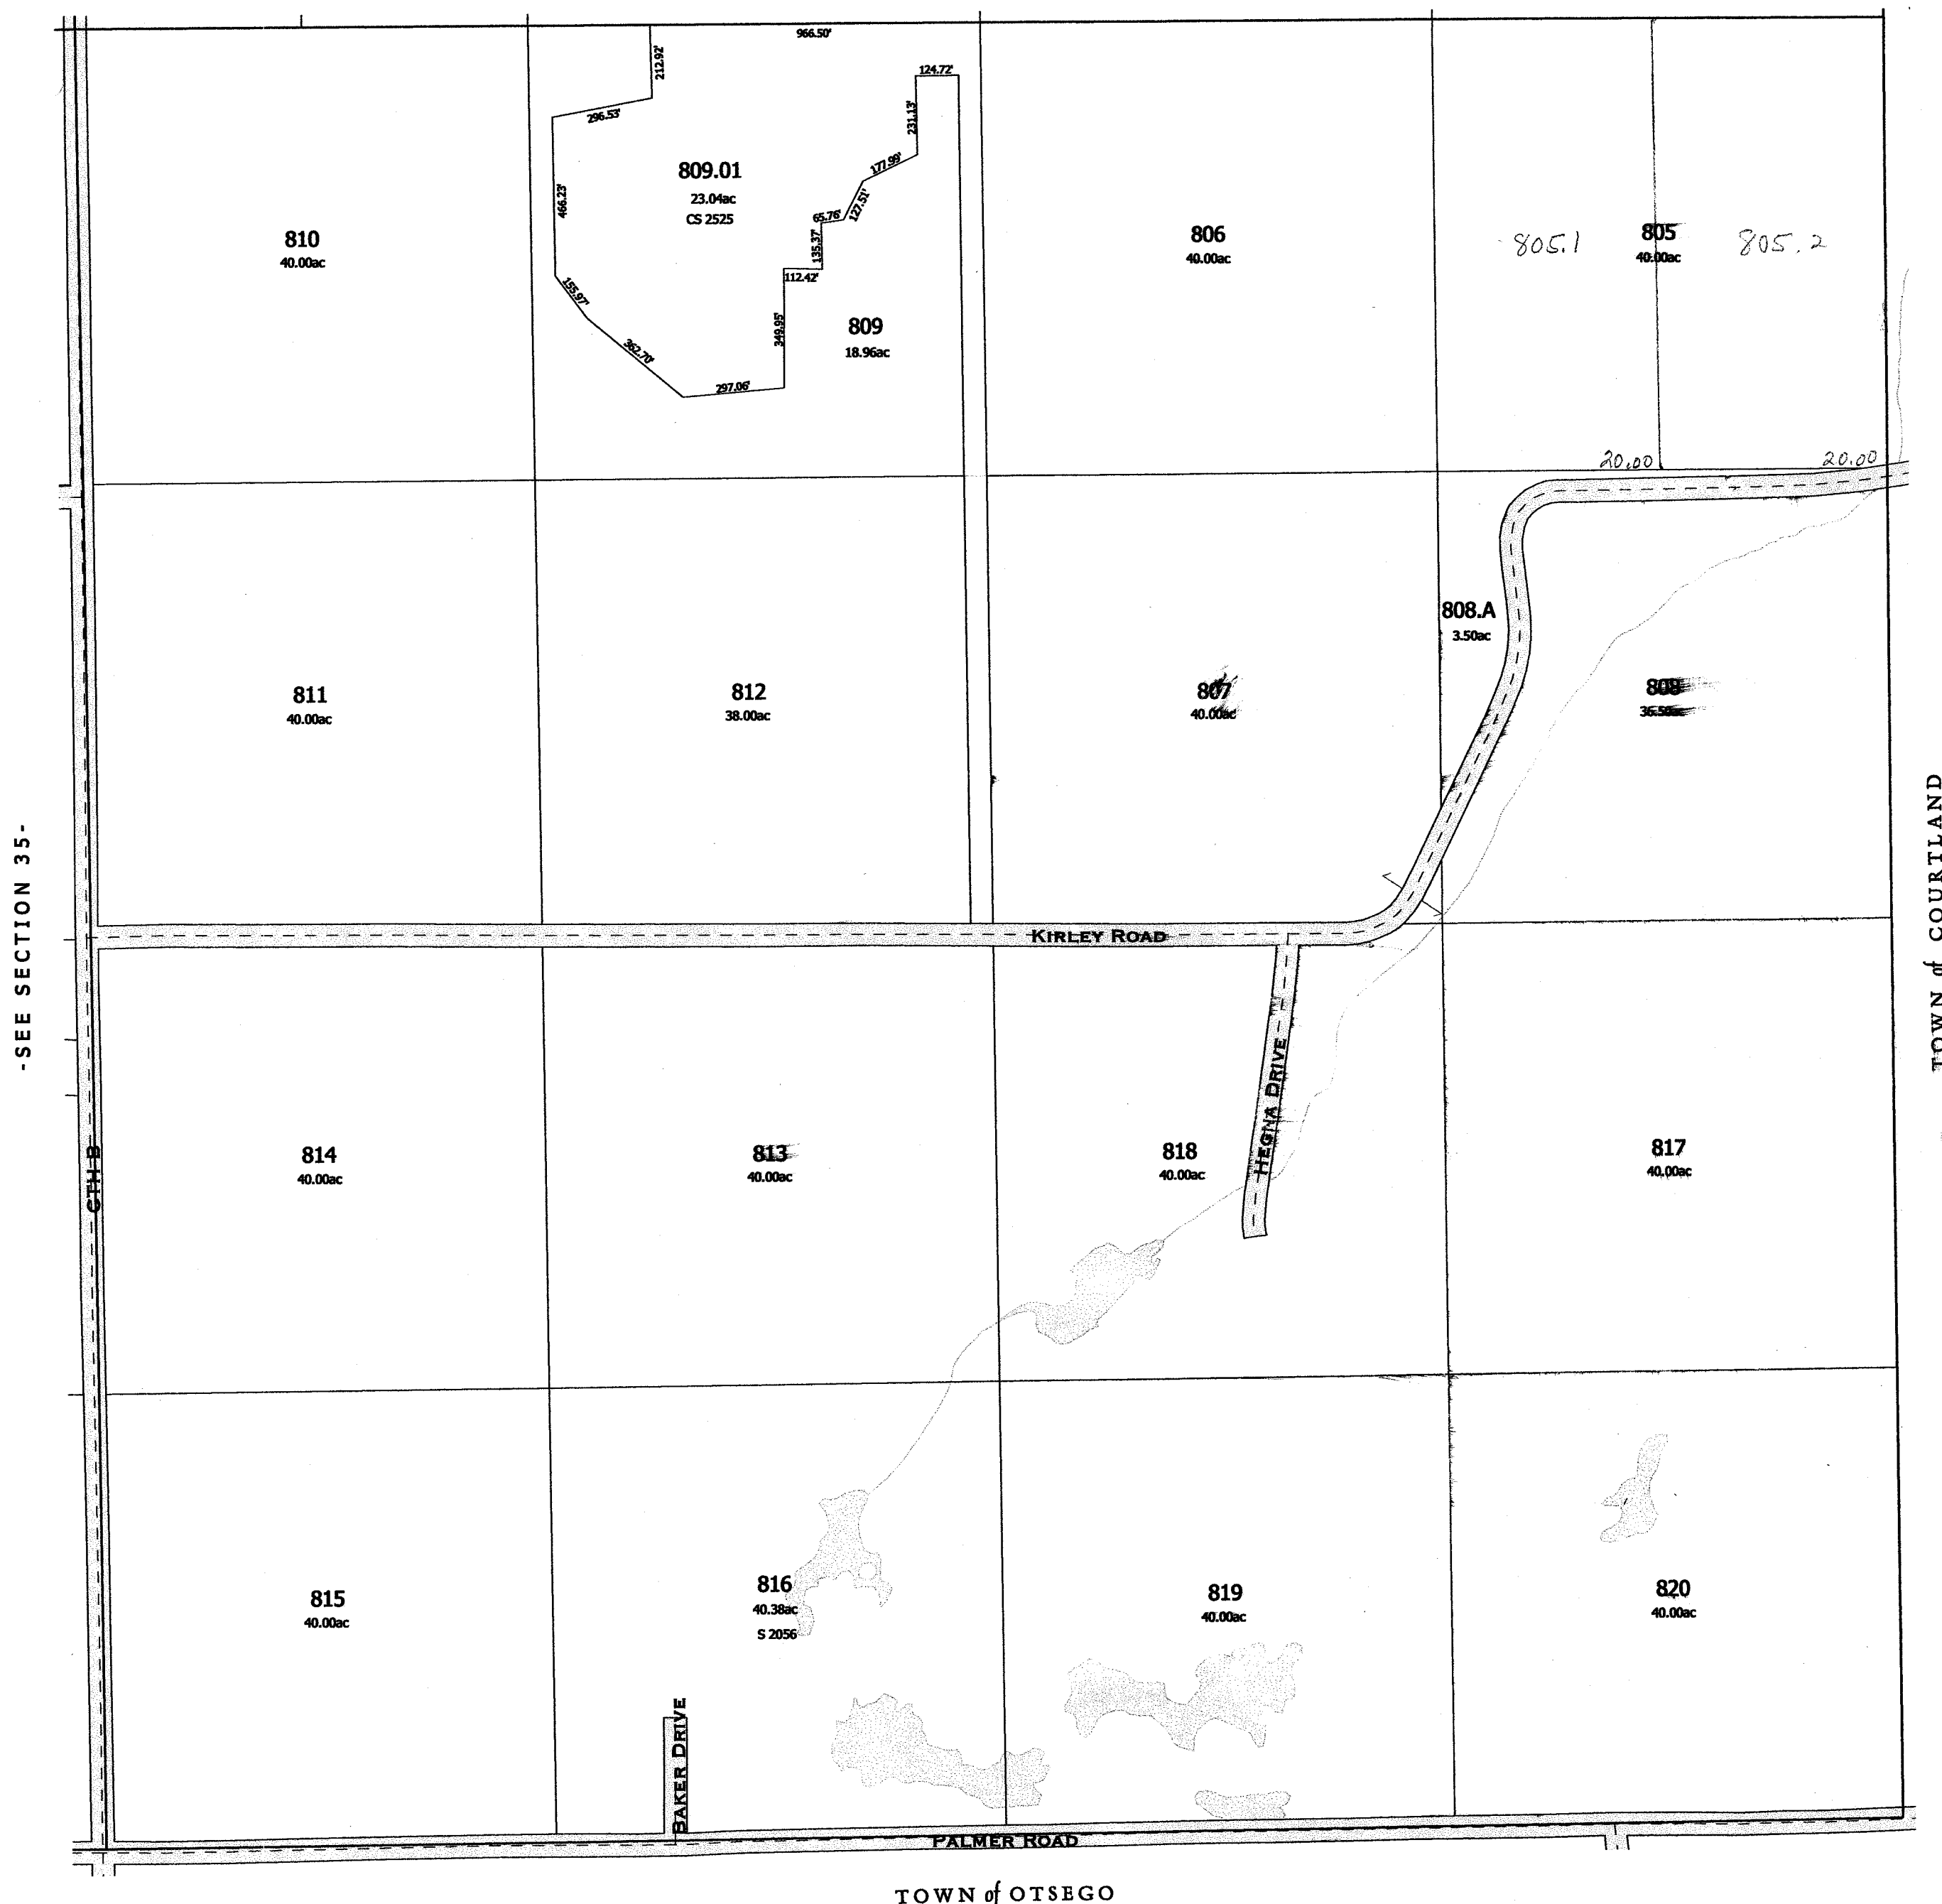 966.50'
212.92'
124.72'
296.53'
231.13'
177.99'
809.01
23.04ac
CS 2525
466.23'
127.51'
65.76'
135.37'
112.42'
810
40.00ac
806
40.00ac
805.1
805
40.00ac
805.2
155.97'
349.95'
809
18.96ac
362.70'
297.06'
20.00
20.00
808.A
3.50ac
811
40.00ac
812
38.00ac
807
40.00ac
808
36.50ac
-SEE SECTION 35-
TOWN of COURTLAND
KIRLEY ROAD
HEGNA DRIVE
CTH B
814
40.00ac
813
40.00ac
818
40.00ac
817
40.00ac
815
40.00ac
816
40.38ac
S 2056
819
40.00ac
820
40.00ac
BAKER DRIVE
PALMER ROAD
TOWN of OTSEGO